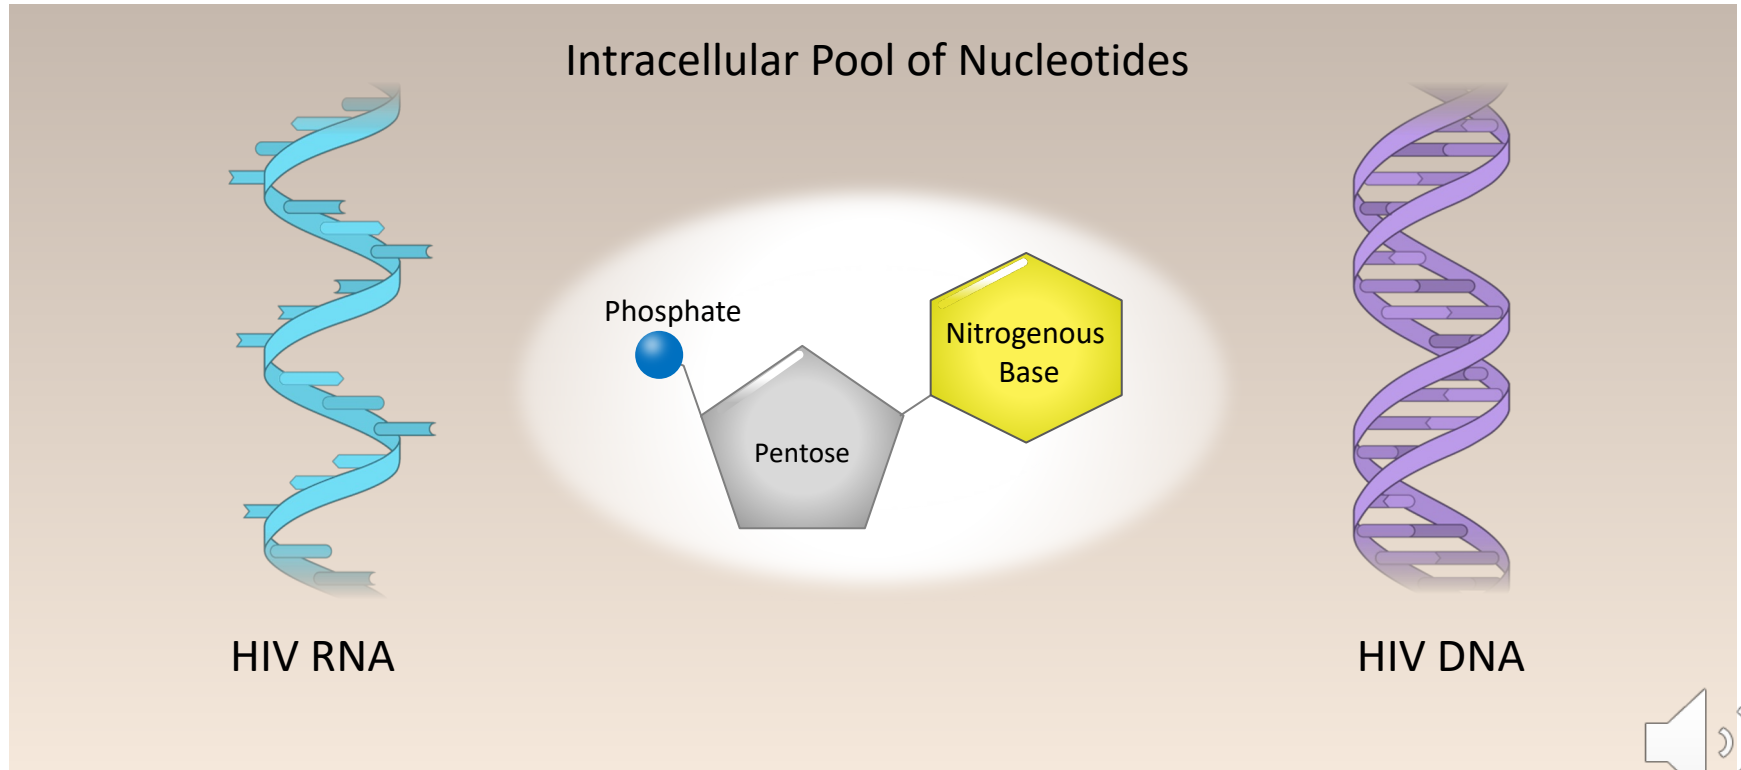 Intracellular Pool of Nucleotides
Phosphate
Nitrogenous
Base
Pentose
HIV RNA
HIV DNA